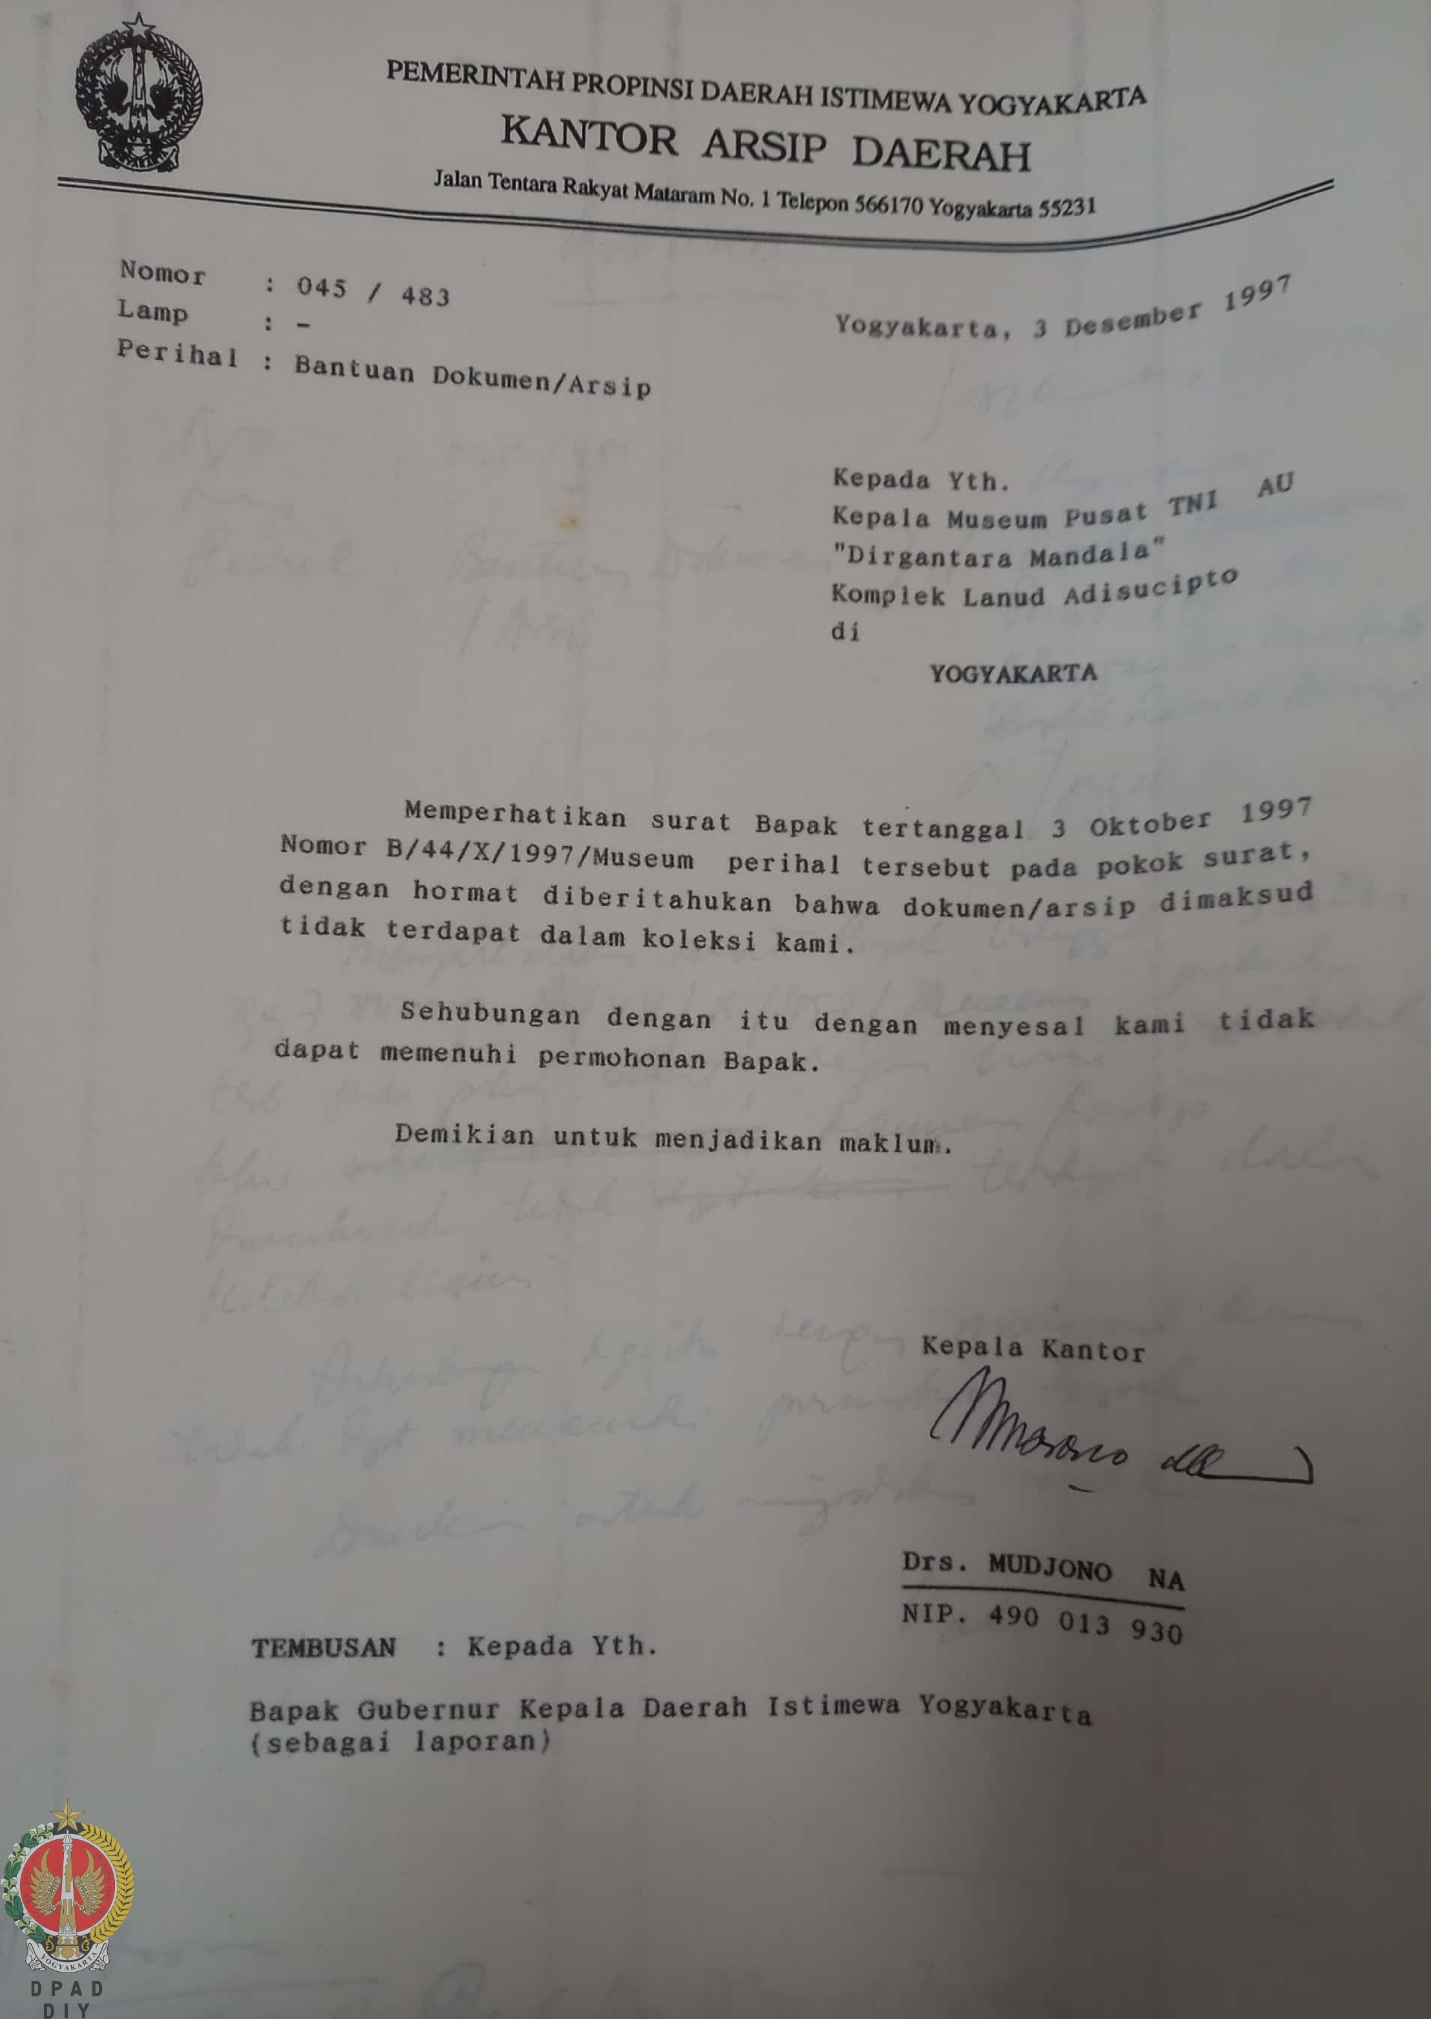 PEMERINTAH PROPINSI DAERAH ISTIMEWA YOGYAKARTA
KANTOR ARSIP DAERAH
Jalan Tentara Rakyat Mataram No. 1 Telepon 566170 Yogyakarta 55231
Nomor : 045 / 483
Lamp : -
Perihal : Bantuan Dokumen/Arsip
Yogyakarta, 3 Desember 1997
Kepada Yth.
Kepala Museum Pusat TNI AU
"Dirgantara Mandala"
Komplek Lanud Adisucipto
di
YOGYAKARTA
Memperhatikan surat Bapak tertanggal 3 Oktober 1997
Nomor B/44/X/1997/Museum perihal tersebut pada pokok surat,
dengan hormat diberitahukan bahwa dokumen/arsip dimaksud
tidak terdapat dalam koleksi kami.
Sehubungan dengan itu dengan menyesal kami tidak
dapat memenuhi permohonan Bapak.
Demikian untuk menjadikan maklum.
Kepala Kantor
Drs. MUDJONO NA
NIP. 490 013 930
TEMBUSAN : Kepada Yth.
Bapak Gubernur Kepala Daerah Istimewa Yogyakarta
(sebagai laporan)
YOGYAKARTA
DPAD
DIY